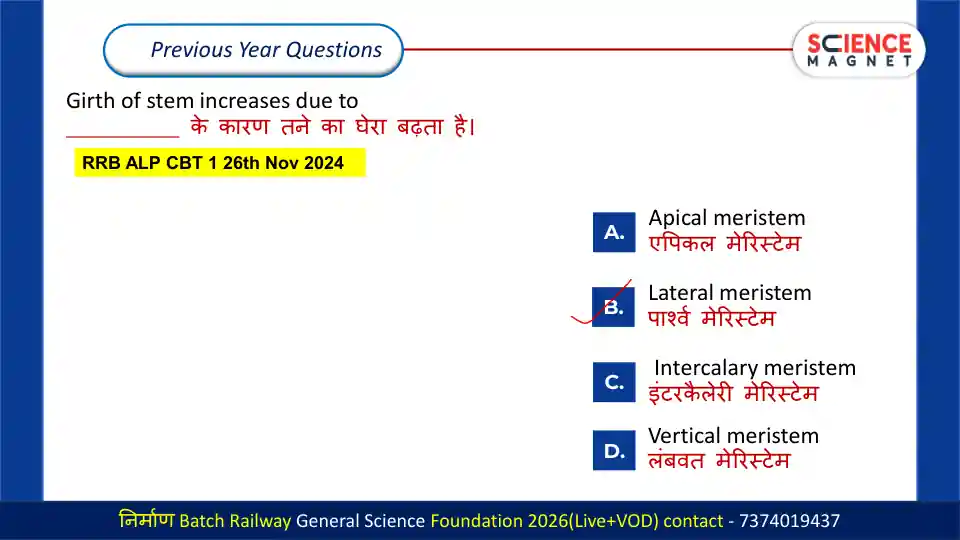 Previous Year Questions
SCIENCE
MAGNET
Girth of stem increases due to
__________ के कारण तने का घेरा बढ़ता है।
RRB ALP CBT 1 26th Nov 2024
A.
Apical meristem
एपिकल मेरिस्टेम
B.
Lateral meristem
पार्श्व मेरिस्टेम
C.
Intercalary meristem
इंटरकैलेरी मेरिस्टेम
D.
Vertical meristem
लंबवत मेरिस्टेम
निर्माण Batch Railway General Science Foundation 2026(Live+VOD) contact - 7374019437